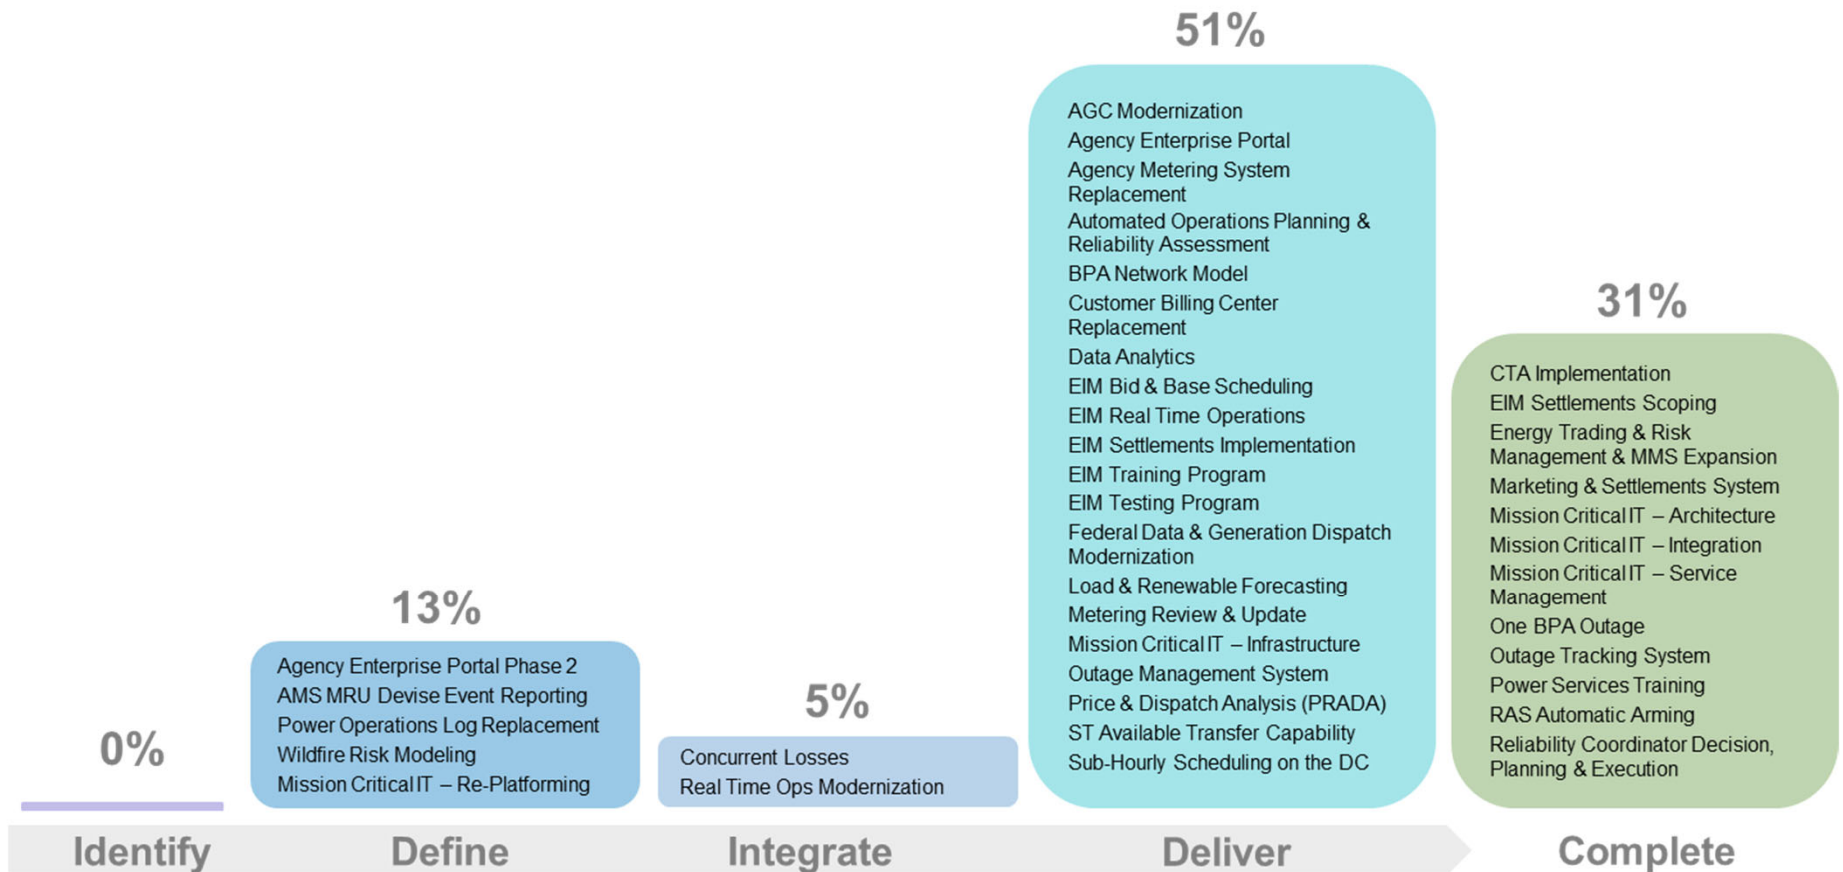 0%
Identify
13%
Agency Enterprise Portal Phase 2
AMS MRU Devise Event Reporting
Power Operations Log Replacement
Wildfire Risk Modeling
Mission Critical IT – Re-Platforming
Define
5%
Concurrent Losses
Real Time Ops Modernization
Integrate
51%
AGC Modernization
Agency Enterprise Portal
Agency Metering System
Replacement
Automated Operations Planning &
Reliability Assessment
BPA Network Model
Customer Billing Center
Replacement
Data Analytics
EIM Bid & Base Scheduling
EIM Real Time Operations
EIM Settlements Implementation
EIM Training Program
EIM Testing Program
Federal Data & Generation Dispatch
Modernization
Load & Renewable Forecasting
Metering Review & Update
Mission Critical IT – Infrastructure
Outage Management System
Price & Dispatch Analysis (PRADA)
ST Available Transfer Capability
Sub-Hourly Scheduling on the DC
Deliver
31%
CTA Implementation
EIM Settlements Scoping
Energy Trading & Risk
Management & MMS Expansion
Marketing & Settlements System
Mission Critical IT – Architecture
Mission Critical IT – Integration
Mission Critical IT – Service
Management
One BPA Outage
Outage Tracking System
Power Services Training
RAS Automatic Arming
Reliability Coordinator Decision,
Planning & Execution
Complete